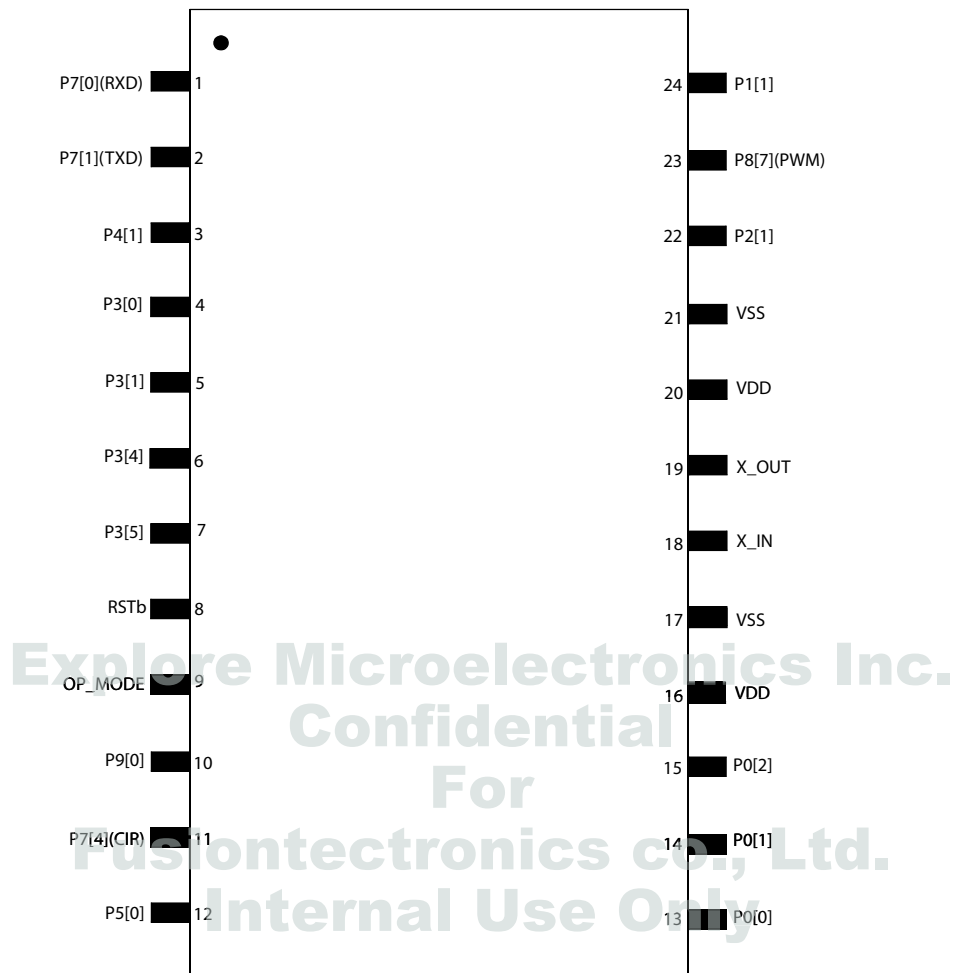 P7[0](RXD) 1 24 P1[1]
P7[1](TXD) 2 23 P8[7](PWM)
P4[1] 3 22 P2[1]
P3[0] 4 21 VSS
P3[1] 5 20 VDD
P3[4] 6 19 X_OUT
P3[5] 7 18 X_IN
RSTb 8 17 VSS
Explore Microelectronics Inc.
OP_MODE 9 16 VDD
Confidential
P9[0] 10 15 P0[2]
For
P7[4](CIR) 11 14 P0[1]
Fusiontectronics co., Ltd.
P5[0] 12 13 P0[0]
Internal Use Only